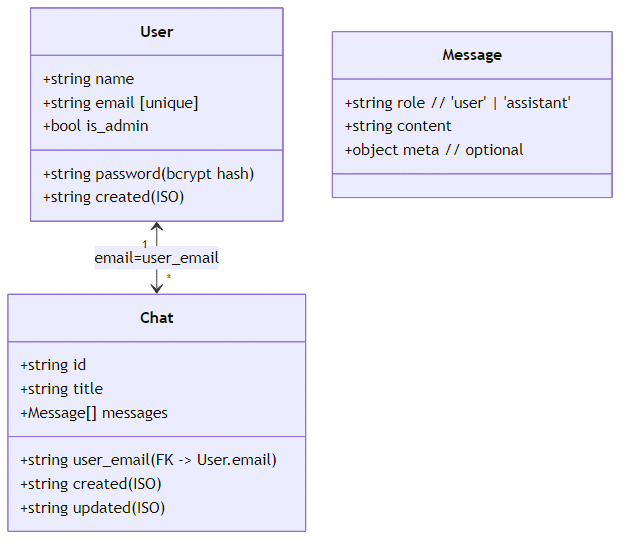 User
+string name
+string email [unique]
+bool is_admin
+string password(bcrypt hash)
+string created(ISO)
1
email=user_email
*
Chat
+string id
+string title
+Message[] messages
+string user_email(FK -> User.email)
+string created(ISO)
+string updated(ISO)
Message
+string role // 'user' | 'assistant'
+string content
+object meta // optional